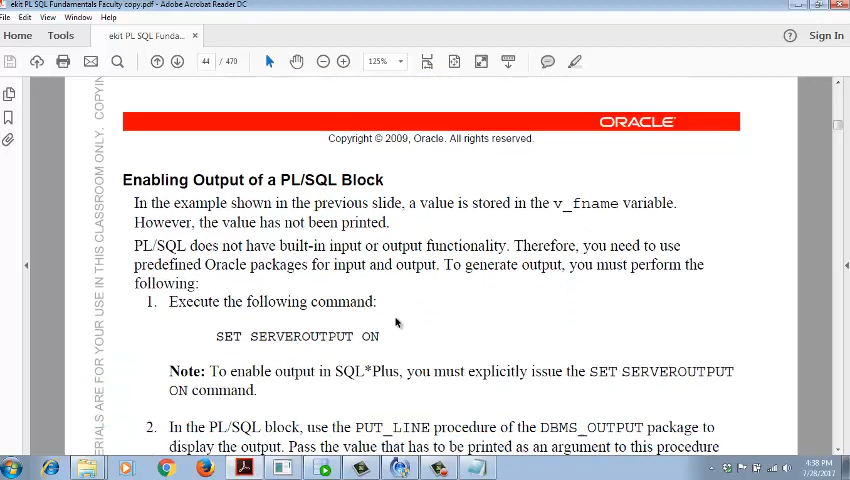 ekit PL SQL Fundamentals Faculty copy.pdf - Adobe Acrobat Reader DC
File Edit View Window Help
Home Tools ekit PL SQL Funda... × Sign In
44 / 470 125%
ORACLE
Copyright © 2009, Oracle. All rights reserved.
Enabling Output of a PL/SQL Block
In the example shown in the previous slide, a value is stored in the v_fname variable.
However, the value has not been printed.
PL/SQL does not have built-in input or output functionality. Therefore, you need to use
predefined Oracle packages for input and output. To generate output, you must perform the
following:
1. Execute the following command:
SET SERVEROUTPUT ON
Note: To enable output in SQL*Plus, you must explicitly issue the SET SERVEROUTPUT
ON command.
2. In the PL/SQL block, use the PUT_LINE procedure of the DBMS_OUTPUT package to
display the output. Pass the value that has to be printed as an argument to this procedure
ERIALS ARE FOR YOUR USE IN THIS CLASSROOM ONLY. COPYIN
4:38 PM
7/28/2017